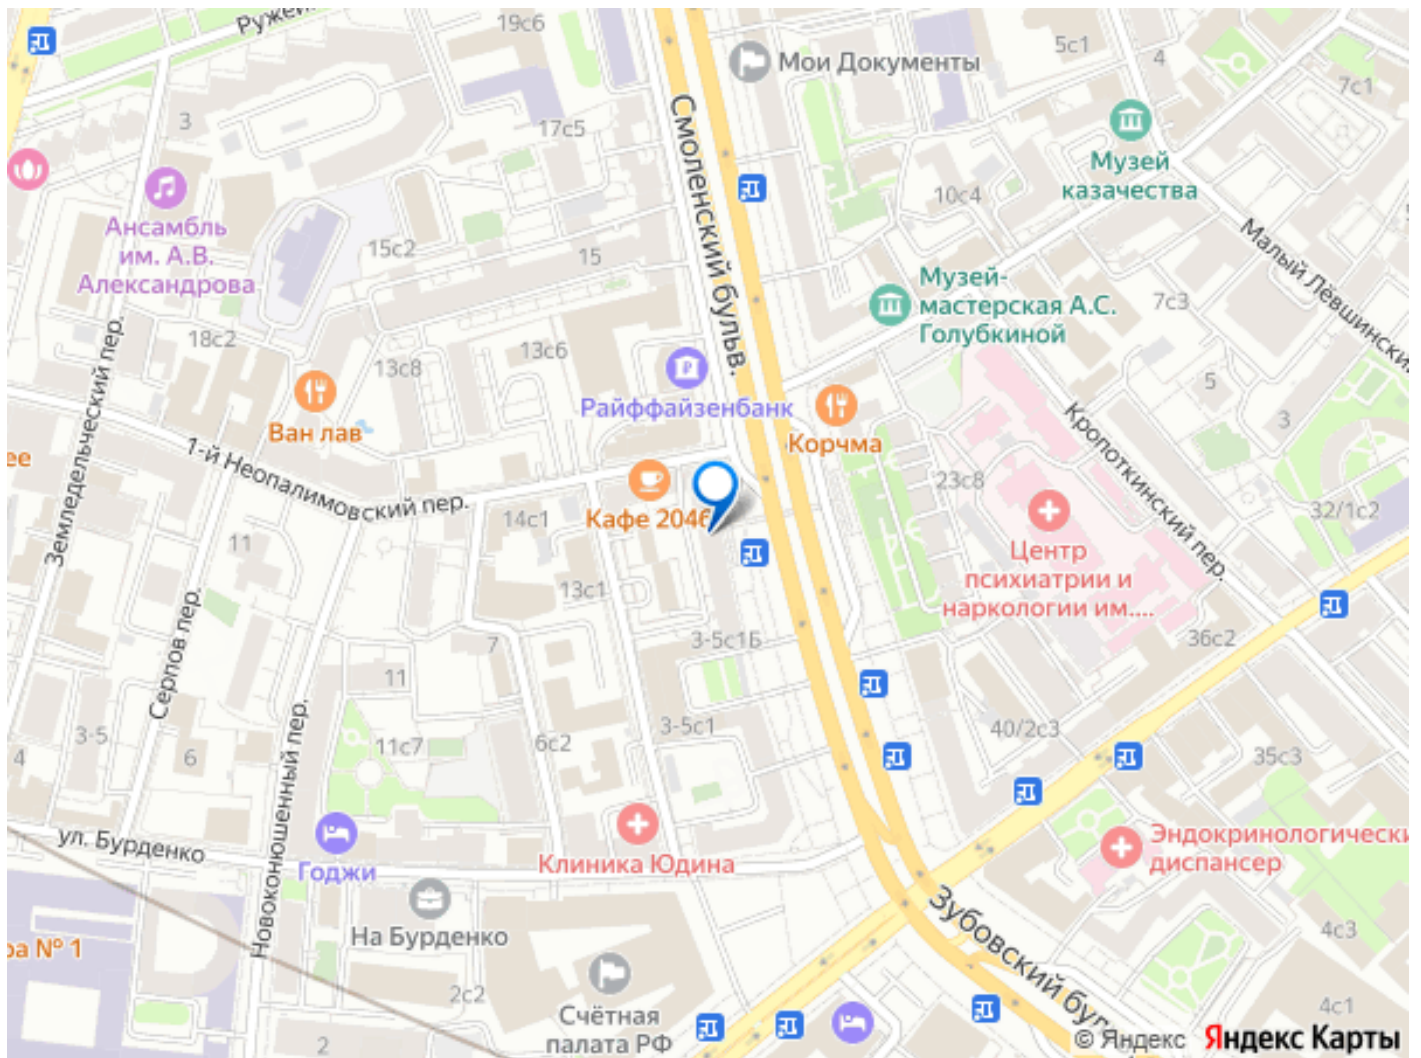 Ружей
19с6
Мои Документы
5с1
4
7с1
3
17с5
Смоленский бульв.
Музей
казачества
10с4
Ансамбль
им. А.В.
Александрова
15с2
15
Малый Лёвшинский
Музей-
мастерская А.С.
Голубкиной
7с3
18с2
13с8
13с6
Земледельческий пер.
Райффайзенбанк
Ван лав
Корчма
5
3
Кропоткинский пер.
ее
1-й Неопалимовский пер.
23с8
14с1
Кафе 2046
32/1с2
11
Центр
психиатрии и
наркологии им....
13с1
Серпов пер.
3-5с1Б
36с2
7
11
3-5
4
6
11с7
6с2
3-5с1
40/2с3
35с3
Новоконюшенный пер.
ул. Бурденко
Годжи
Клиника Юдина
Эндокринологически
диспансер
На Бурденко
ра № 1
Зубовский буль
4с3
2с2
Счётная
палата РФ
2
4с1
© Яндекс Яндекс Карты